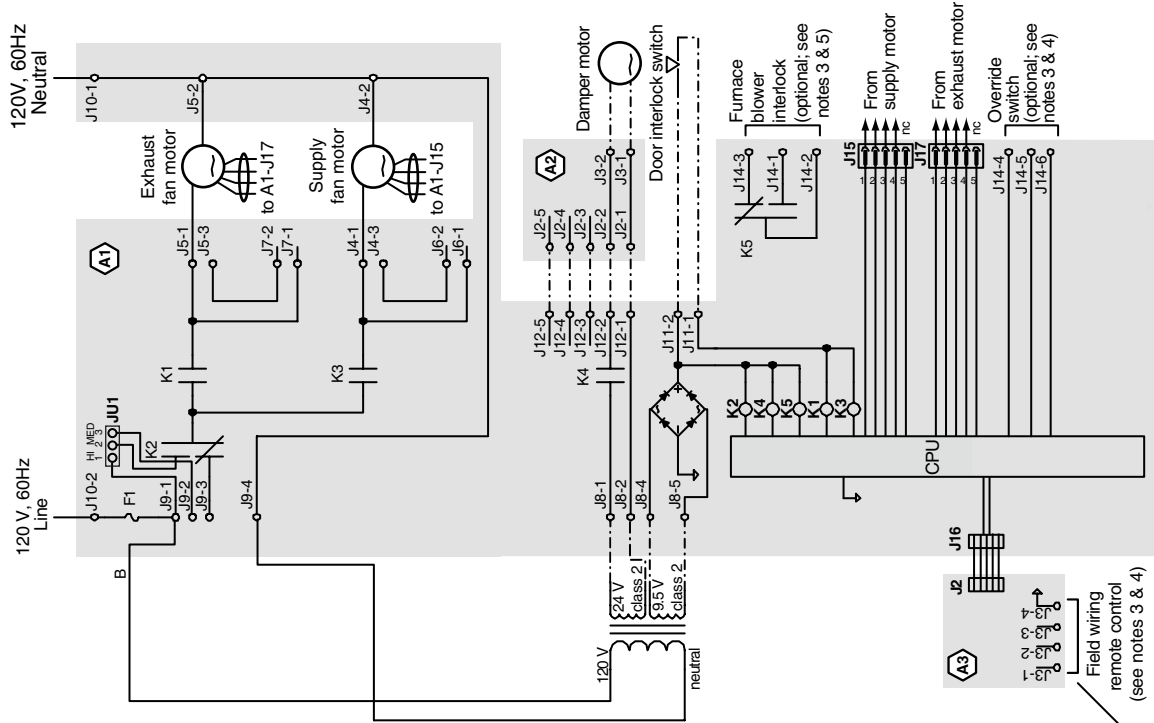 120V, 60Hz
Neutral
J10-1
J5-2
J4-2
Exhaust
fan motor
to A1-J17
Supply
fan motor
to A1-J15
A1
J5-1
J5-3
J7-2
J7-1
J4-1
J4-3
J6-2
J6-1
K1
K3
120 V, 60Hz
Line
J10-2
F1
HI
MED
1
2
3
JU1
K2
J9-1
J9-2
J9-3
J9-4
B
Damper motor
Door interlock switch
A2
J3-2
J3-1
J2-5
J2-4
J2-3
J2-2
J2-1
J12-5
J12-4
J12-3
J12-2
J12-1
J11-2
J11-1
K4
J8-1
J8-2
J8-4
J8-5
24 V
class 2
9.5 V
class 2
120 V
neutral
Furnace
blower
interlock
(optional; see
notes 3 & 5)
J14-3
J14-1
J14-2
K5
K2
K4
K5
K1
K3
CPU
From
supply motor
J15
nc
1
2
3
4
5
From
exhaust motor
J17
nc
1
2
3
4
5
Override
switch
(optional; see
notes 3 & 4)
J14-4
J14-5
J14-6
J16
J2
A3
J3-4
J3-3
J3-2
J3-1
Field wiring
remote control
(see notes 3 & 4)